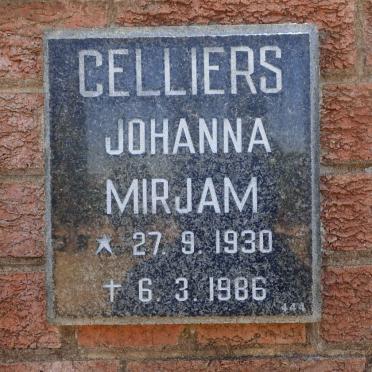 CELLIERS
JOHANNA
MIRJAM
* 27. 9. 1930
† 6. 3. 1986
444